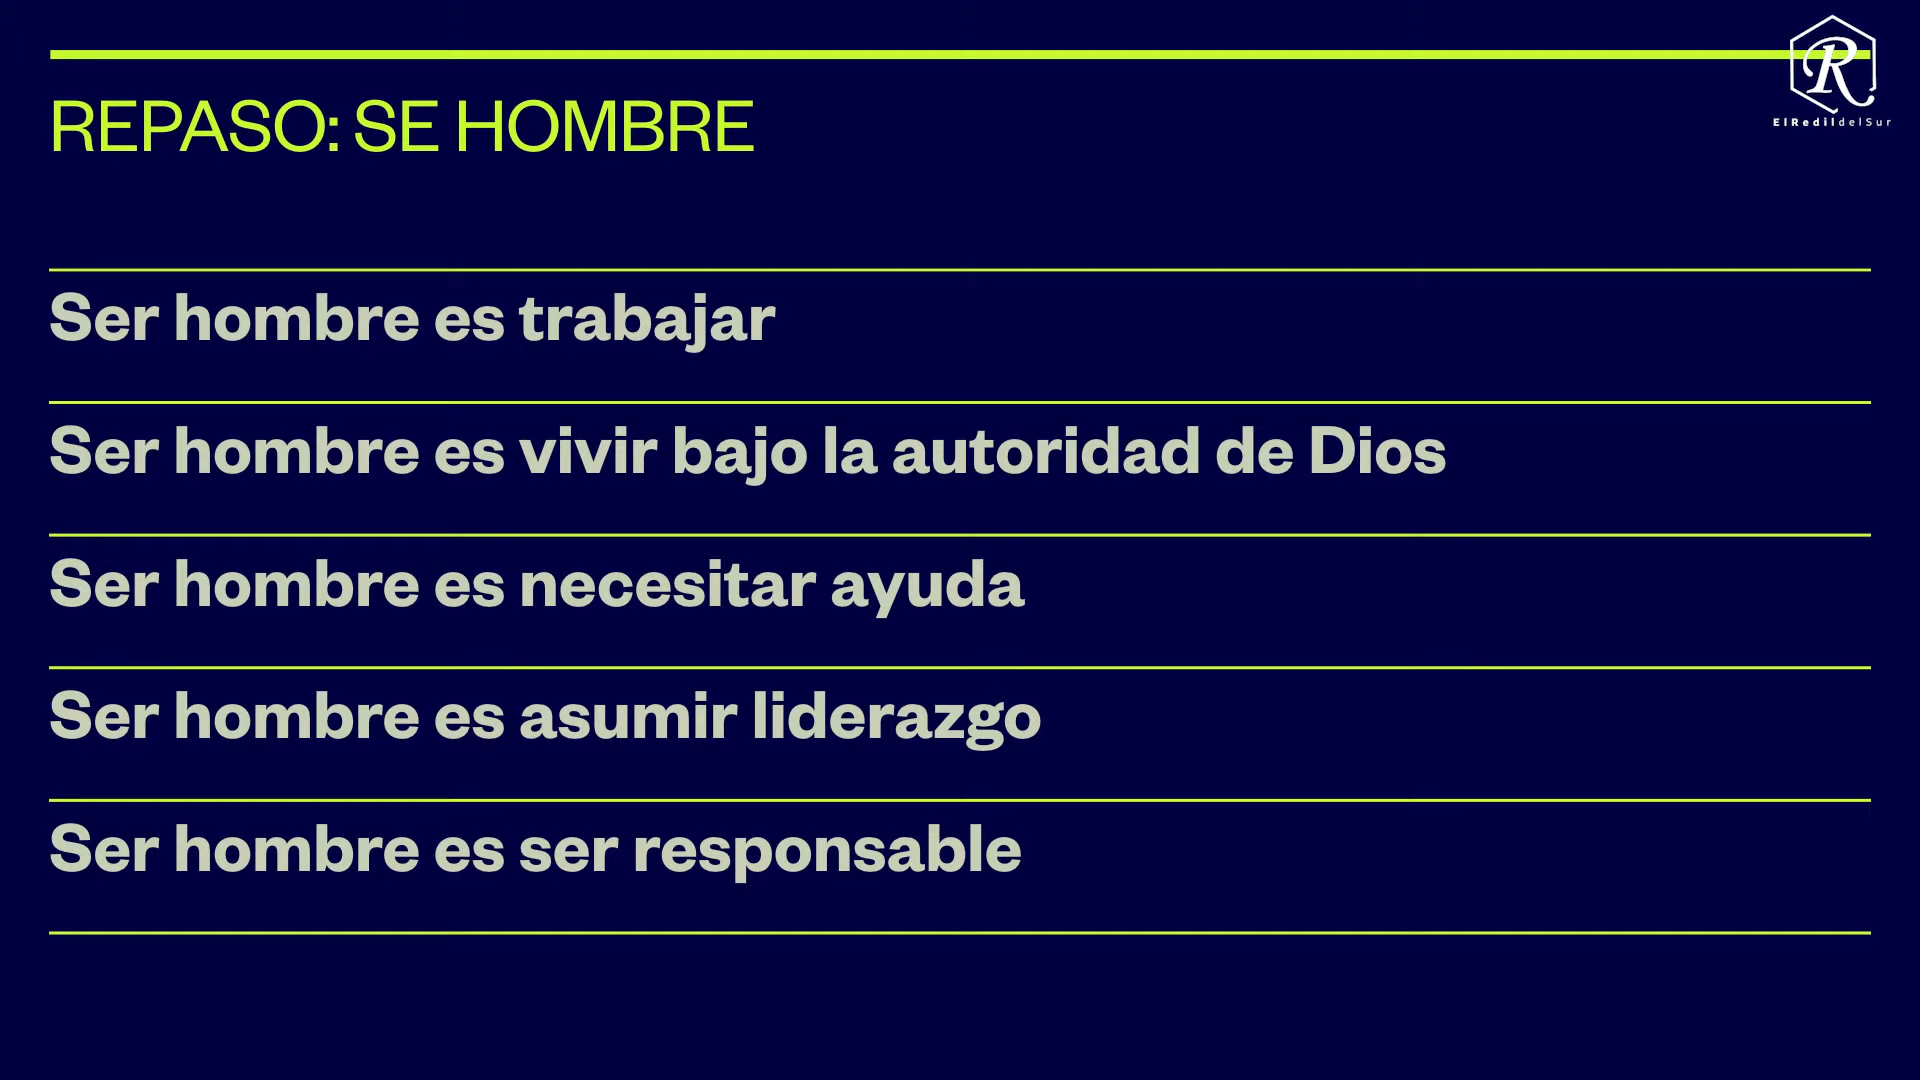 REPASO: SE HOMBRE
R
ElRedildelSur
Ser hombre es trabajar
Ser hombre es vivir bajo la autoridad de Dios
Ser hombre es necesitar ayuda
Ser hombre es asumir liderazgo
Ser hombre es ser responsable